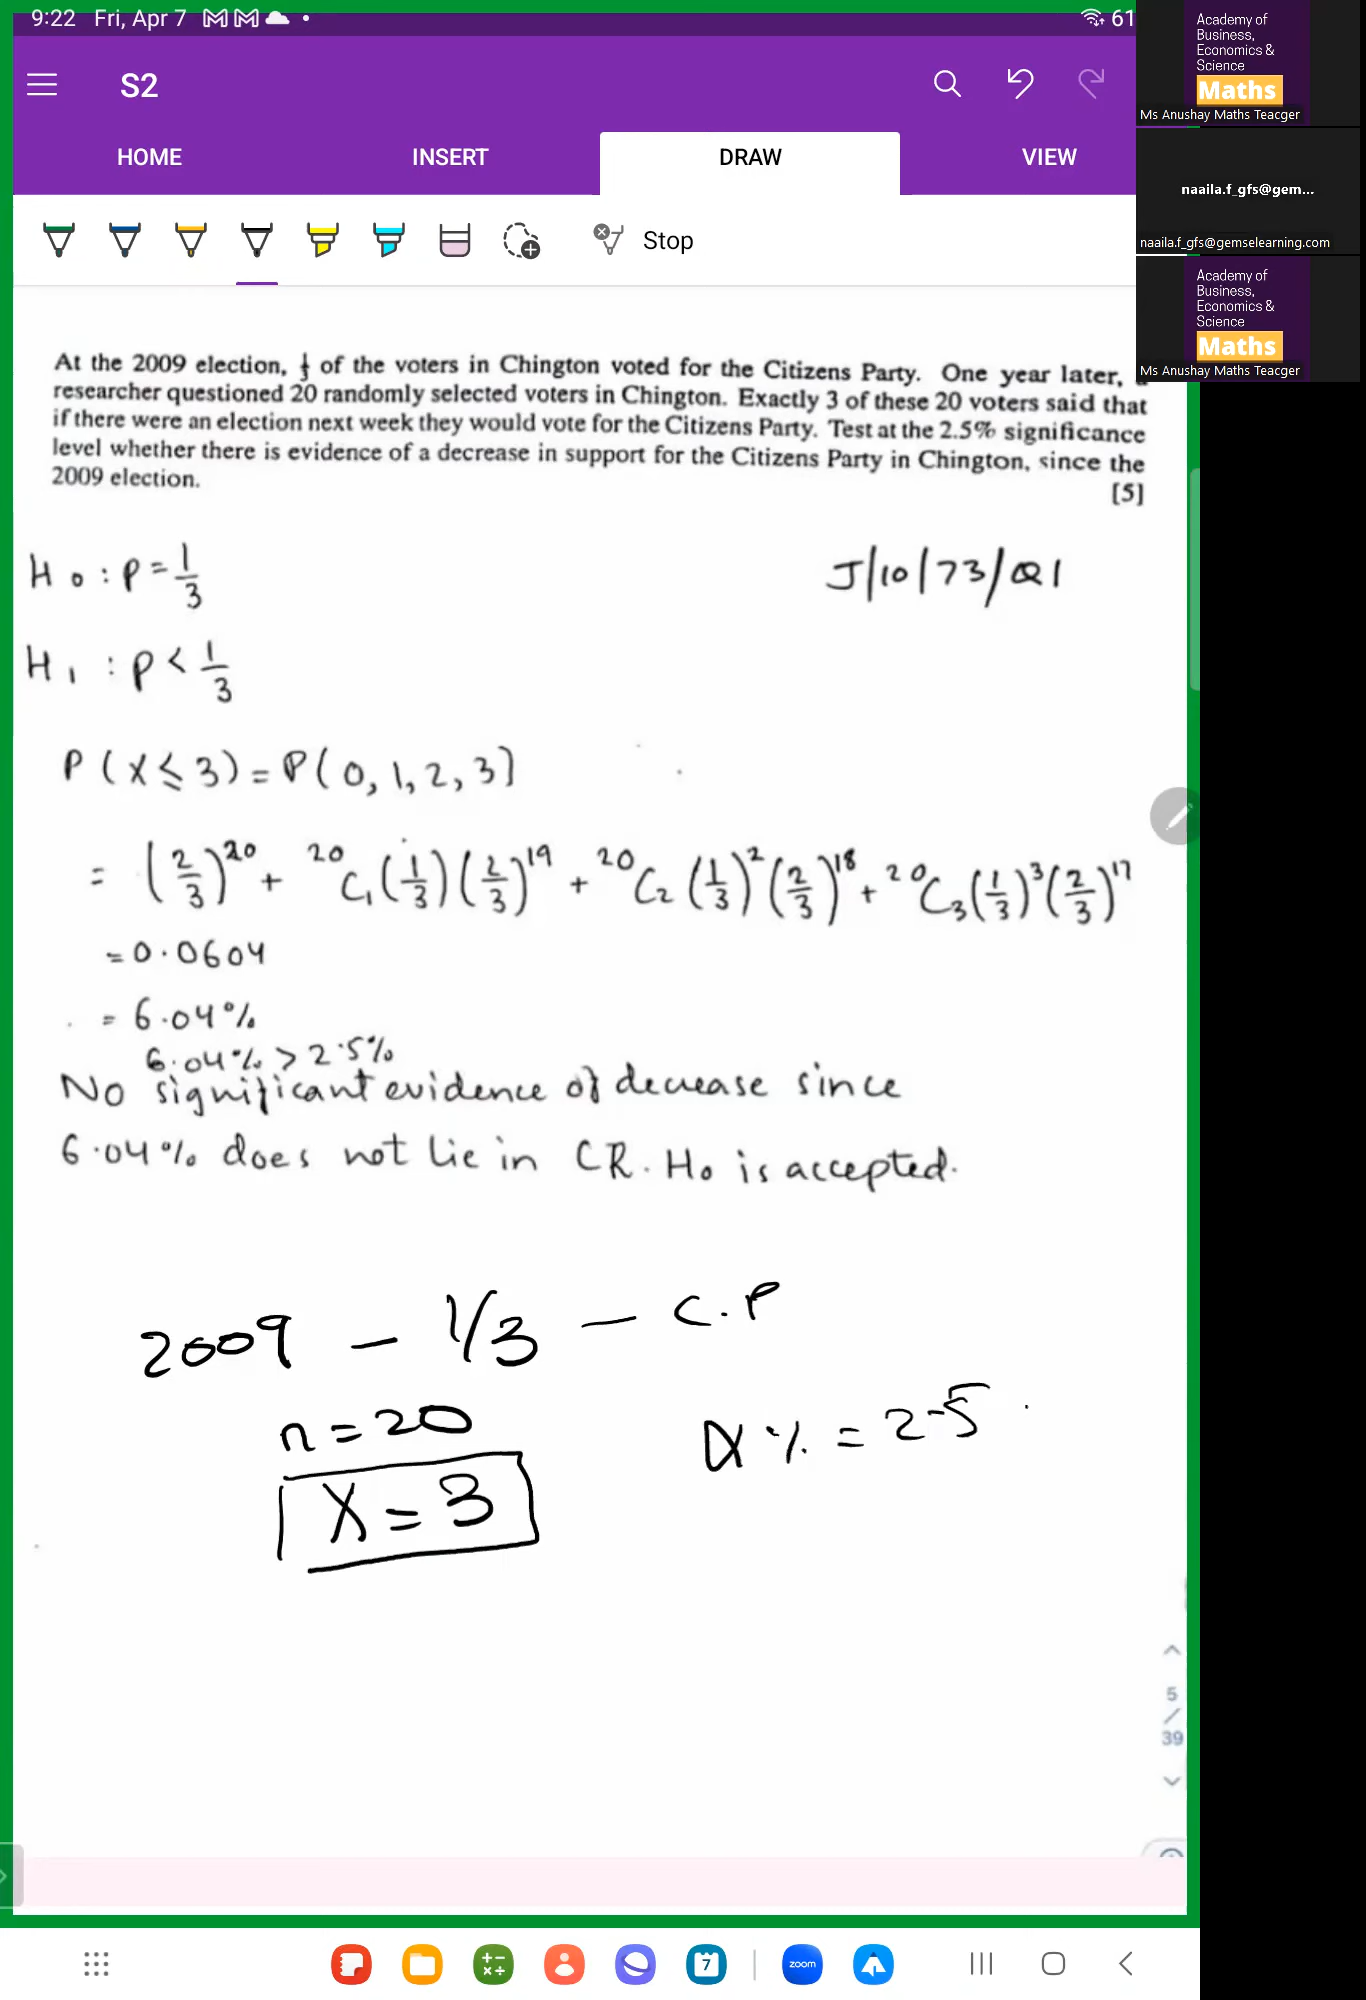 9:22 Fri, Apr 7
61
S2
HOME
INSERT
DRAW
VIEW
Stop
Academy of
Business,
Economics &
Science
Maths
Ms Anushay Maths Teacger
naaila.f_gfs@gem...
naaila.f_gfs@gemselearning.com
Academy of
Business,
Economics &
Science
Maths
Ms Anushay Maths Teacger
At the 2009 election, 1/3 of the voters in Chington voted for the Citizens Party. One year later, a
researcher questioned 20 randomly selected voters in Chington. Exactly 3 of these 20 voters said that
if there were an election next week they would vote for the Citizens Party. Test at the 2.5% significance
level whether there is evidence of a decrease in support for the Citizens Party in Chington, since the
2009 election.
[5]
H₀ : P = 1/3
J/10/73/Q1
H₁ : P < 1/3
P(X ≤ 3) = P(0, 1, 2, 3)
= (2/3)²⁰ + ²⁰C₁(1/3)(2/3)¹⁹ + ²⁰C₂(1/3)²(2/3)¹⁸ + ²⁰C₃(1/3)³(2/3)¹⁷
= 0.0604
= 6.04%
6.04% > 2.5%
No significant evidence of decrease since
6.04% does not lie in CR. H₀ is accepted.
2009 – 1/3 – C.P
n = 20
α % = 2.5
X = 3
5
/
39
7
zoom